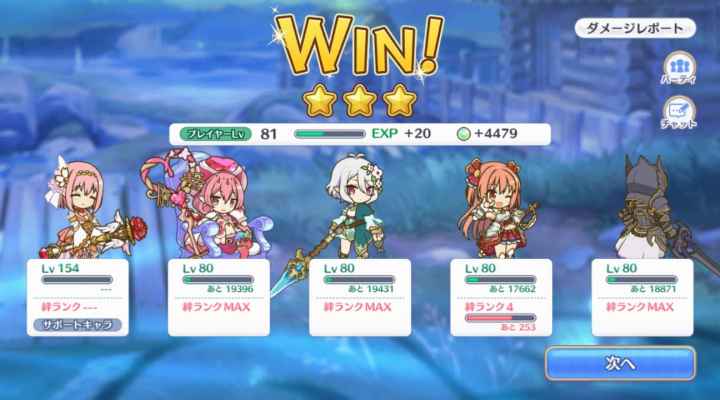 WIN!
ダメージレポート
パーティ
チャット
プレイヤーLv 81 EXP +20 +4479
Lv 154
---
絆ランク---
サポートキャラ
Lv 80
あと 19396
絆ランクMAX
Lv 80
あと 19431
絆ランクMAX
Lv 80
あと 17662
絆ランク 4
あと 253
Lv 80
あと 18871
絆ランクMAX
次へ